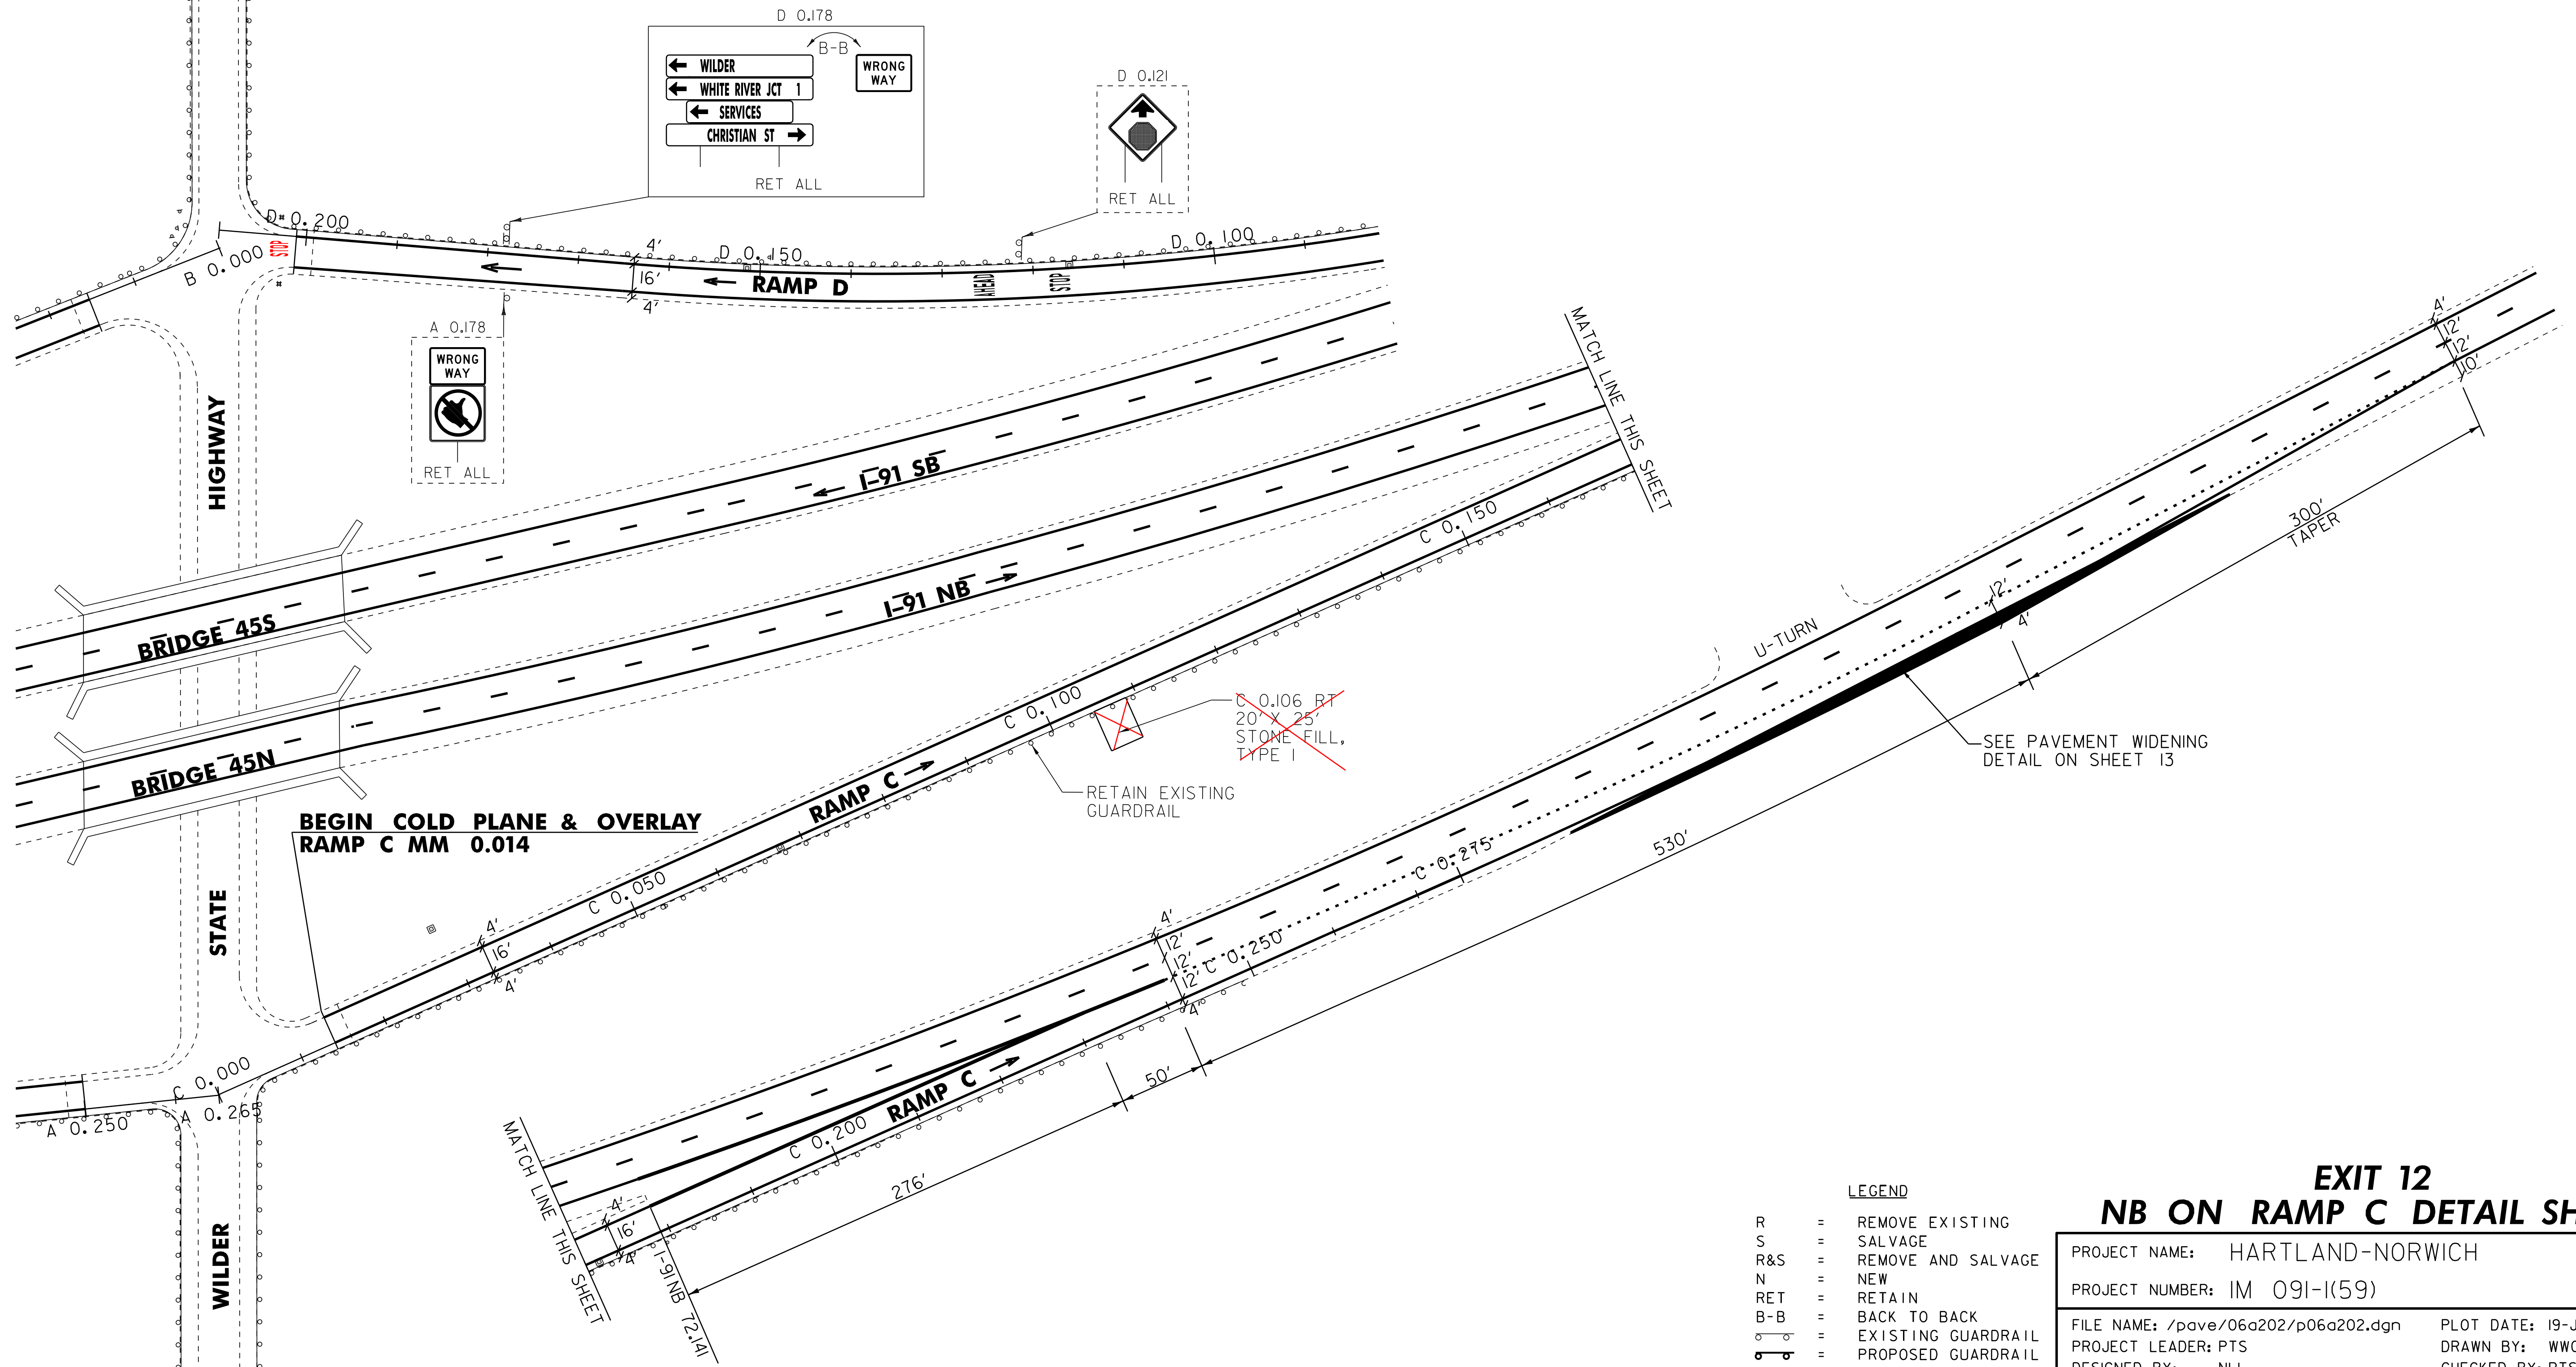 D 0.178
B-B
WILDER
WHITE RIVER JCT 1
SERVICES
CHRISTIAN ST
WRONG
WAY
RET ALL
D 0.121
RET ALL
D 0.200
STOP
B 0.000
4'
16'
4'
D 0.150
RAMP D
AHEAD
STOP
D 0.100
A 0.178
WRONG
WAY
RET ALL
HIGHWAY
STATE
WILDER
I-91 SB
I-91 NB
BRIDGE 45S
BRIDGE 45N
MATCH LINE THIS SHEET
C 0.150
C 0.100
C 0.106 RT
20' X 25'
STONE FILL,
TYPE I
RETAIN EXISTING
GUARDRAIL
RAMP C
BEGIN COLD PLANE & OVERLAY
RAMP C MM 0.014
C 0.050
4'
16'
4'
C 0.000
A 0.265
A 0.250
4'
12'
12'
10'
300'
TAPER
U-TURN
12'
4'
SEE PAVEMENT WIDENING
DETAIL ON SHEET 13
530'
C 0.275
C 0.250
4'
12'
12'
12'
4'
50'
RAMP C
C 0.200
276'
MATCH LINE THIS SHEET
4'
16'
4'
I-91NB 72.141
LEGEND
R = REMOVE EXISTING
S = SALVAGE
R&S = REMOVE AND SALVAGE
N = NEW
RET = RETAIN
B-B = BACK TO BACK
= EXISTING GUARDRAIL
= PROPOSED GUARDRAIL
EXIT 12
NB ON RAMP C DETAIL SH
PROJECT NAME: HARTLAND-NORWICH
PROJECT NUMBER: IM 091-1(59)
FILE NAME: /pave/06a202/p06a202.dgn PLOT DATE: 19-J
PROJECT LEADER: PTS DRAWN BY: WWG